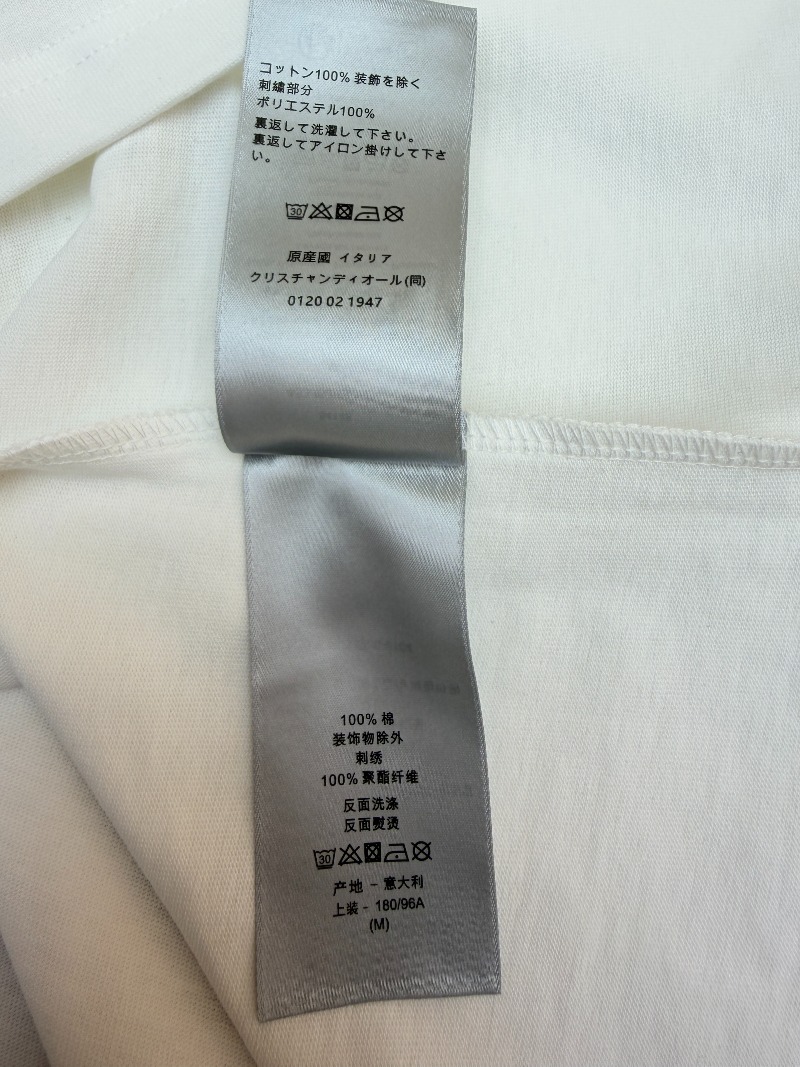 コットン100% 装飾を除く
刺繍部分
ポリエステル100%
裏返して洗濯して下さい。
裏返してアイロン掛けして下さ
い。
30
原産國 イタリア
クリスチャンディオール(同)
0120 02 1947
100% 棉
装饰物除外
刺绣
100% 聚酯纤维
反面洗涤
反面熨烫
30
产地 - 意大利
上装 - 180/96A
(M)